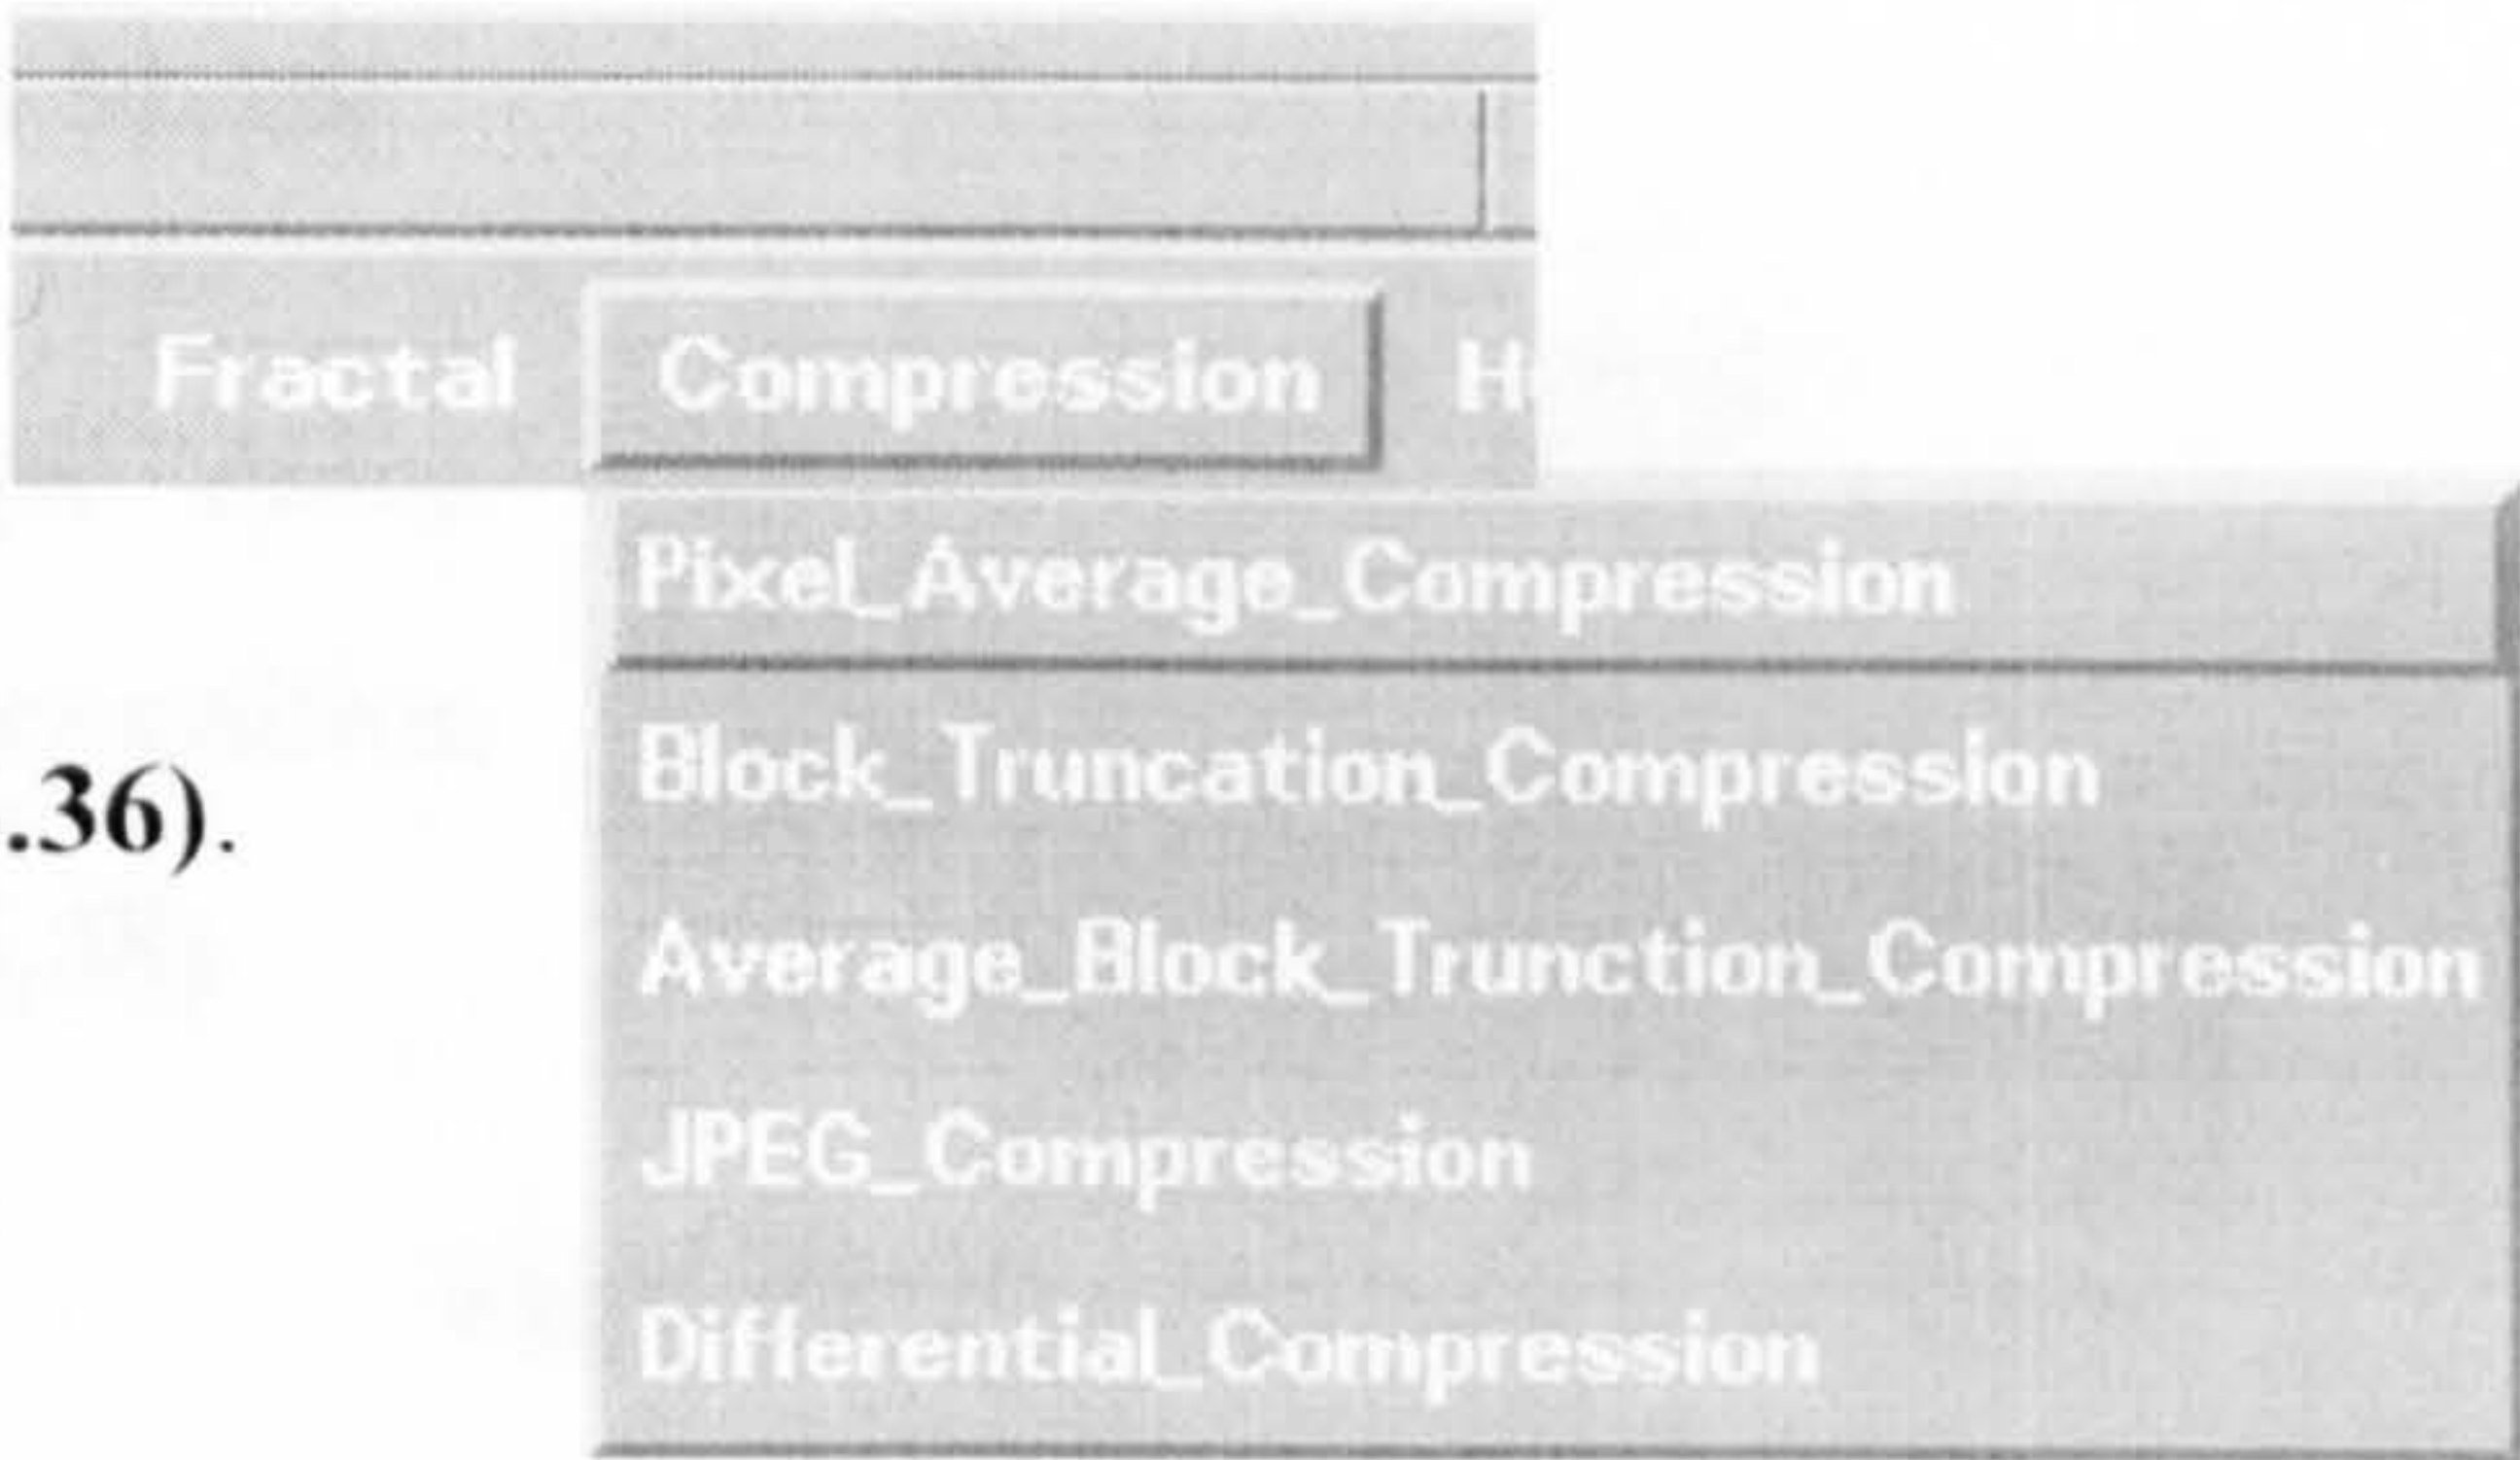 Fractal Compression H
Pixel_Average_Compression
Block_Truncation_Compression
.36).
Average_Block_Trunction_Compression
JPEG_Compression
Differential_Compression